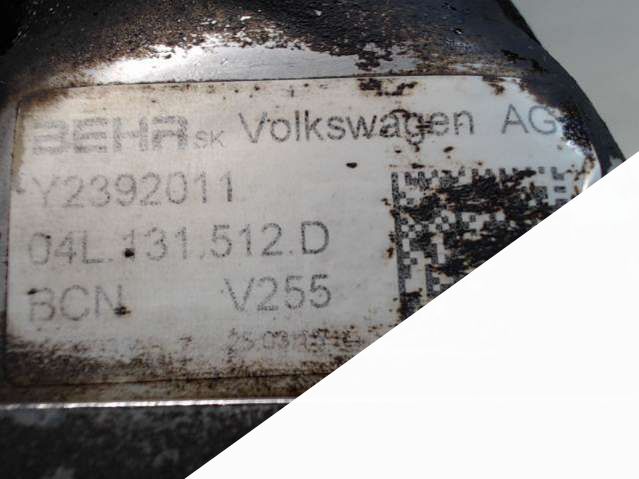 BEHR SK Volkswagen AG
Y2392011
04L.131.512.D
BCN V255